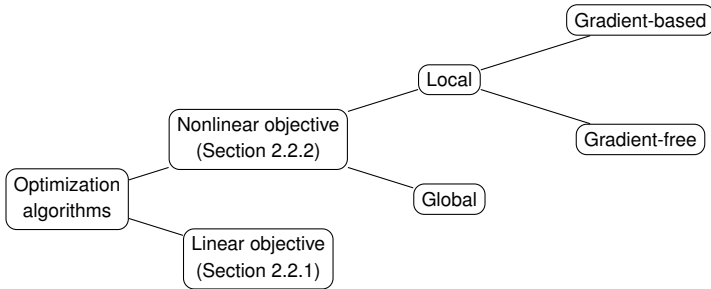 Gradient-based
Local
Nonlinear objective
(Section 2.2.2)
Gradient-free
Optimization
algorithms
Global
Linear objective
(Section 2.2.1)